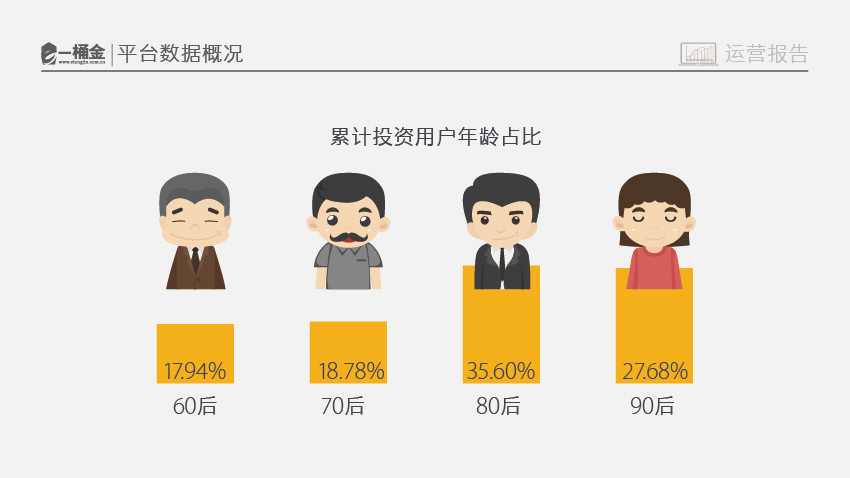 一桶金
平台数据概况
运营报告
累计投资用户年龄占比
17.94% 18.78% 35.60% 27.68%
60后 70后 80后 90后